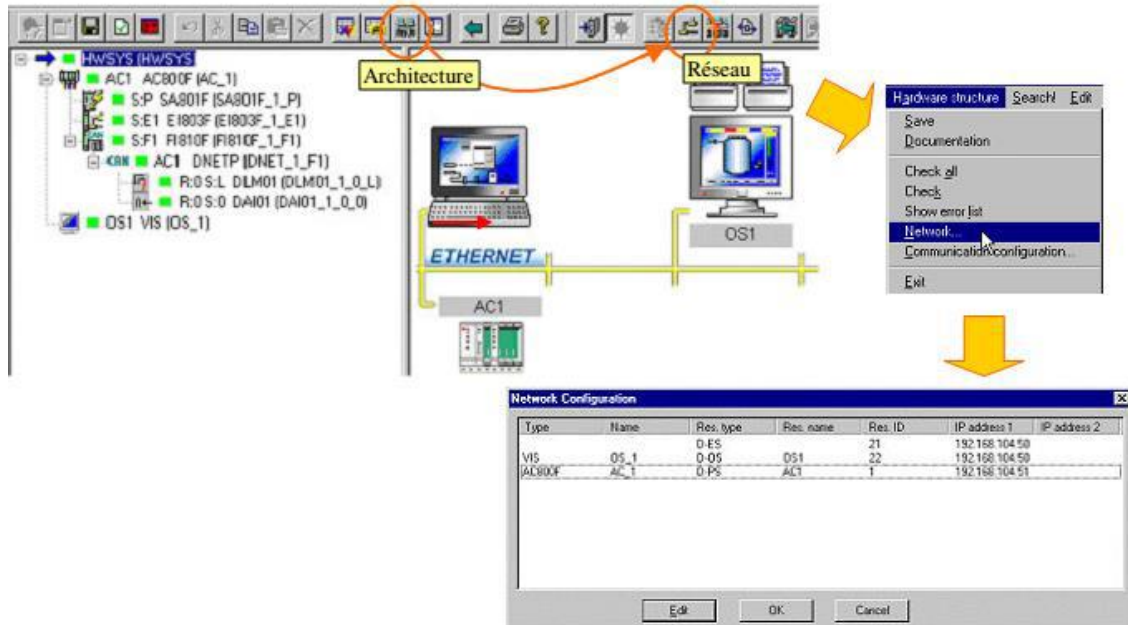 HWSYS (HWSYS
AC1 AC800F (AC_1)
S:P SA801F (SA801F_1_P)
S:E1 EI803F (EI803F_1_E1)
S:F1 FI810F (FI810F_1_F1)
CAN AC1 DNETP (DNET_1_F1)
R:0 S:L DLM01 (DLM01_1_0_L)
R:0 S:0 DAI01 (DAI01_1_0_0)
OS1 VIS (OS_1)
Architecture
Réseau
OS1
ETHERNET
AC1
Hardware structure Search! Edit
Save
Documentation
Check all
Check
Show error list
Network...
Communication configuration...
Exit
Network Configuration
Type Name Res. type Res. name Res. ID IP address 1 IP address 2
D-ES 21 192.168.104.50
VIS OS_1 D-OS OS1 22 192.168.104.50
AC800F AC_1 D-PS AC1 1 192.168.104.51
Edit OK Cancel